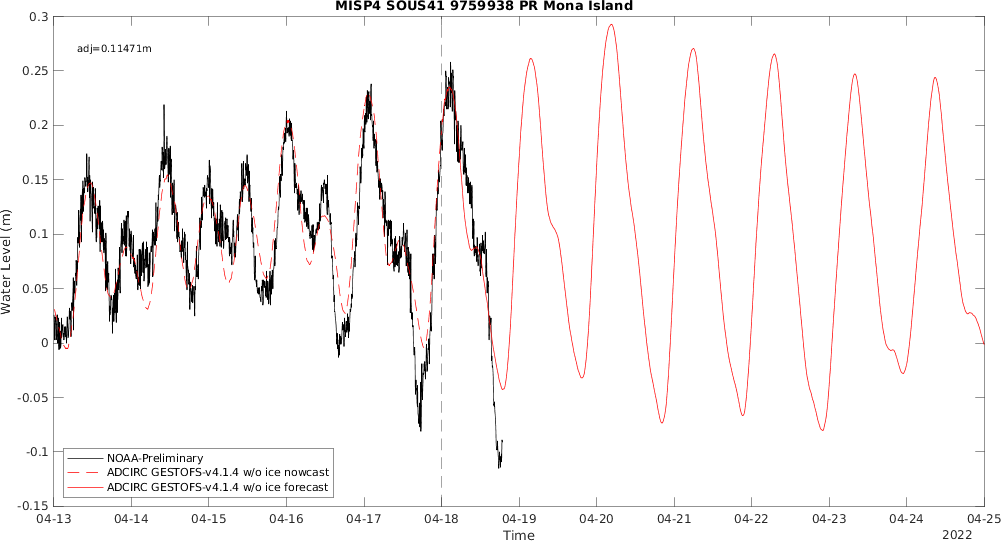 MISP4 SOUS41 9759938 PR Mona Island
adj=0.11471m
0.3
0.25
0.2
0.15
0.1
0.05
0
-0.05
-0.1
-0.15
Water Level (m)
NOAA-Preliminary
ADCIRC GESTOFS-v4.1.4 w/o ice nowcast
ADCIRC GESTOFS-v4.1.4 w/o ice forecast
04-13 04-14 04-15 04-16 04-17 04-18 04-19 04-20 04-21 04-22 04-23 04-24 04-25
Time
2022